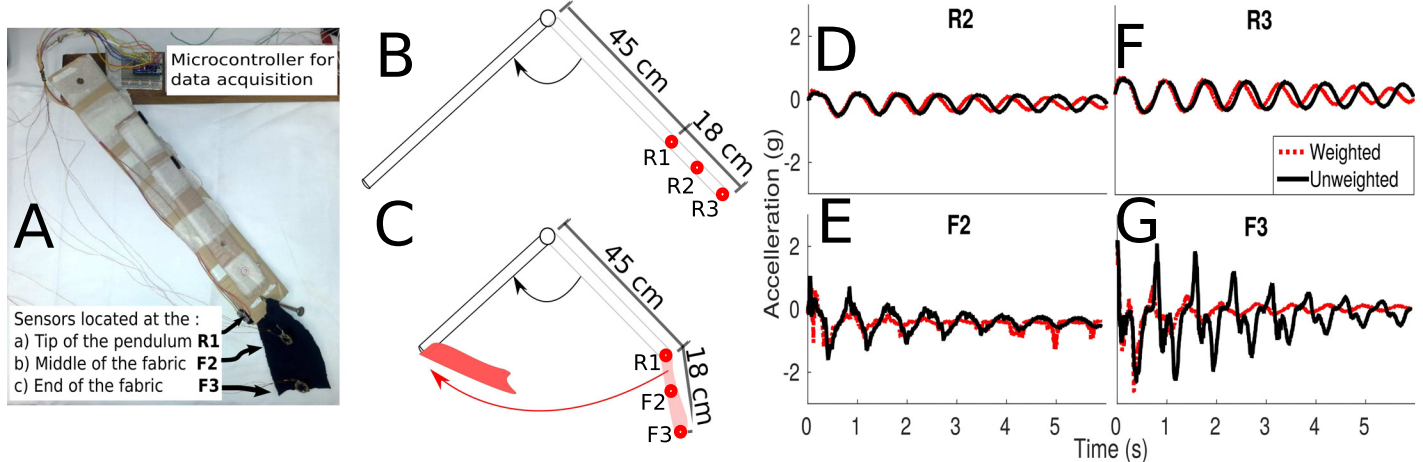 A
Microcontroller for
data acquisition
Sensors located at the :
a) Tip of the pendulum R1
b) Middle of the fabric F2
c) End of the fabric F3
B
45 cm
18 cm
R1
R2
R3
C
45 cm
18 cm
R1
F2
F3
Accelleration (g)
D
R2
2
0
-2
F
R3
Weighted
Unweighted
E
F2
2
0
-2
0 1 2 3 4 5
G
F3
0 1 2 3 4 5
Time (s)